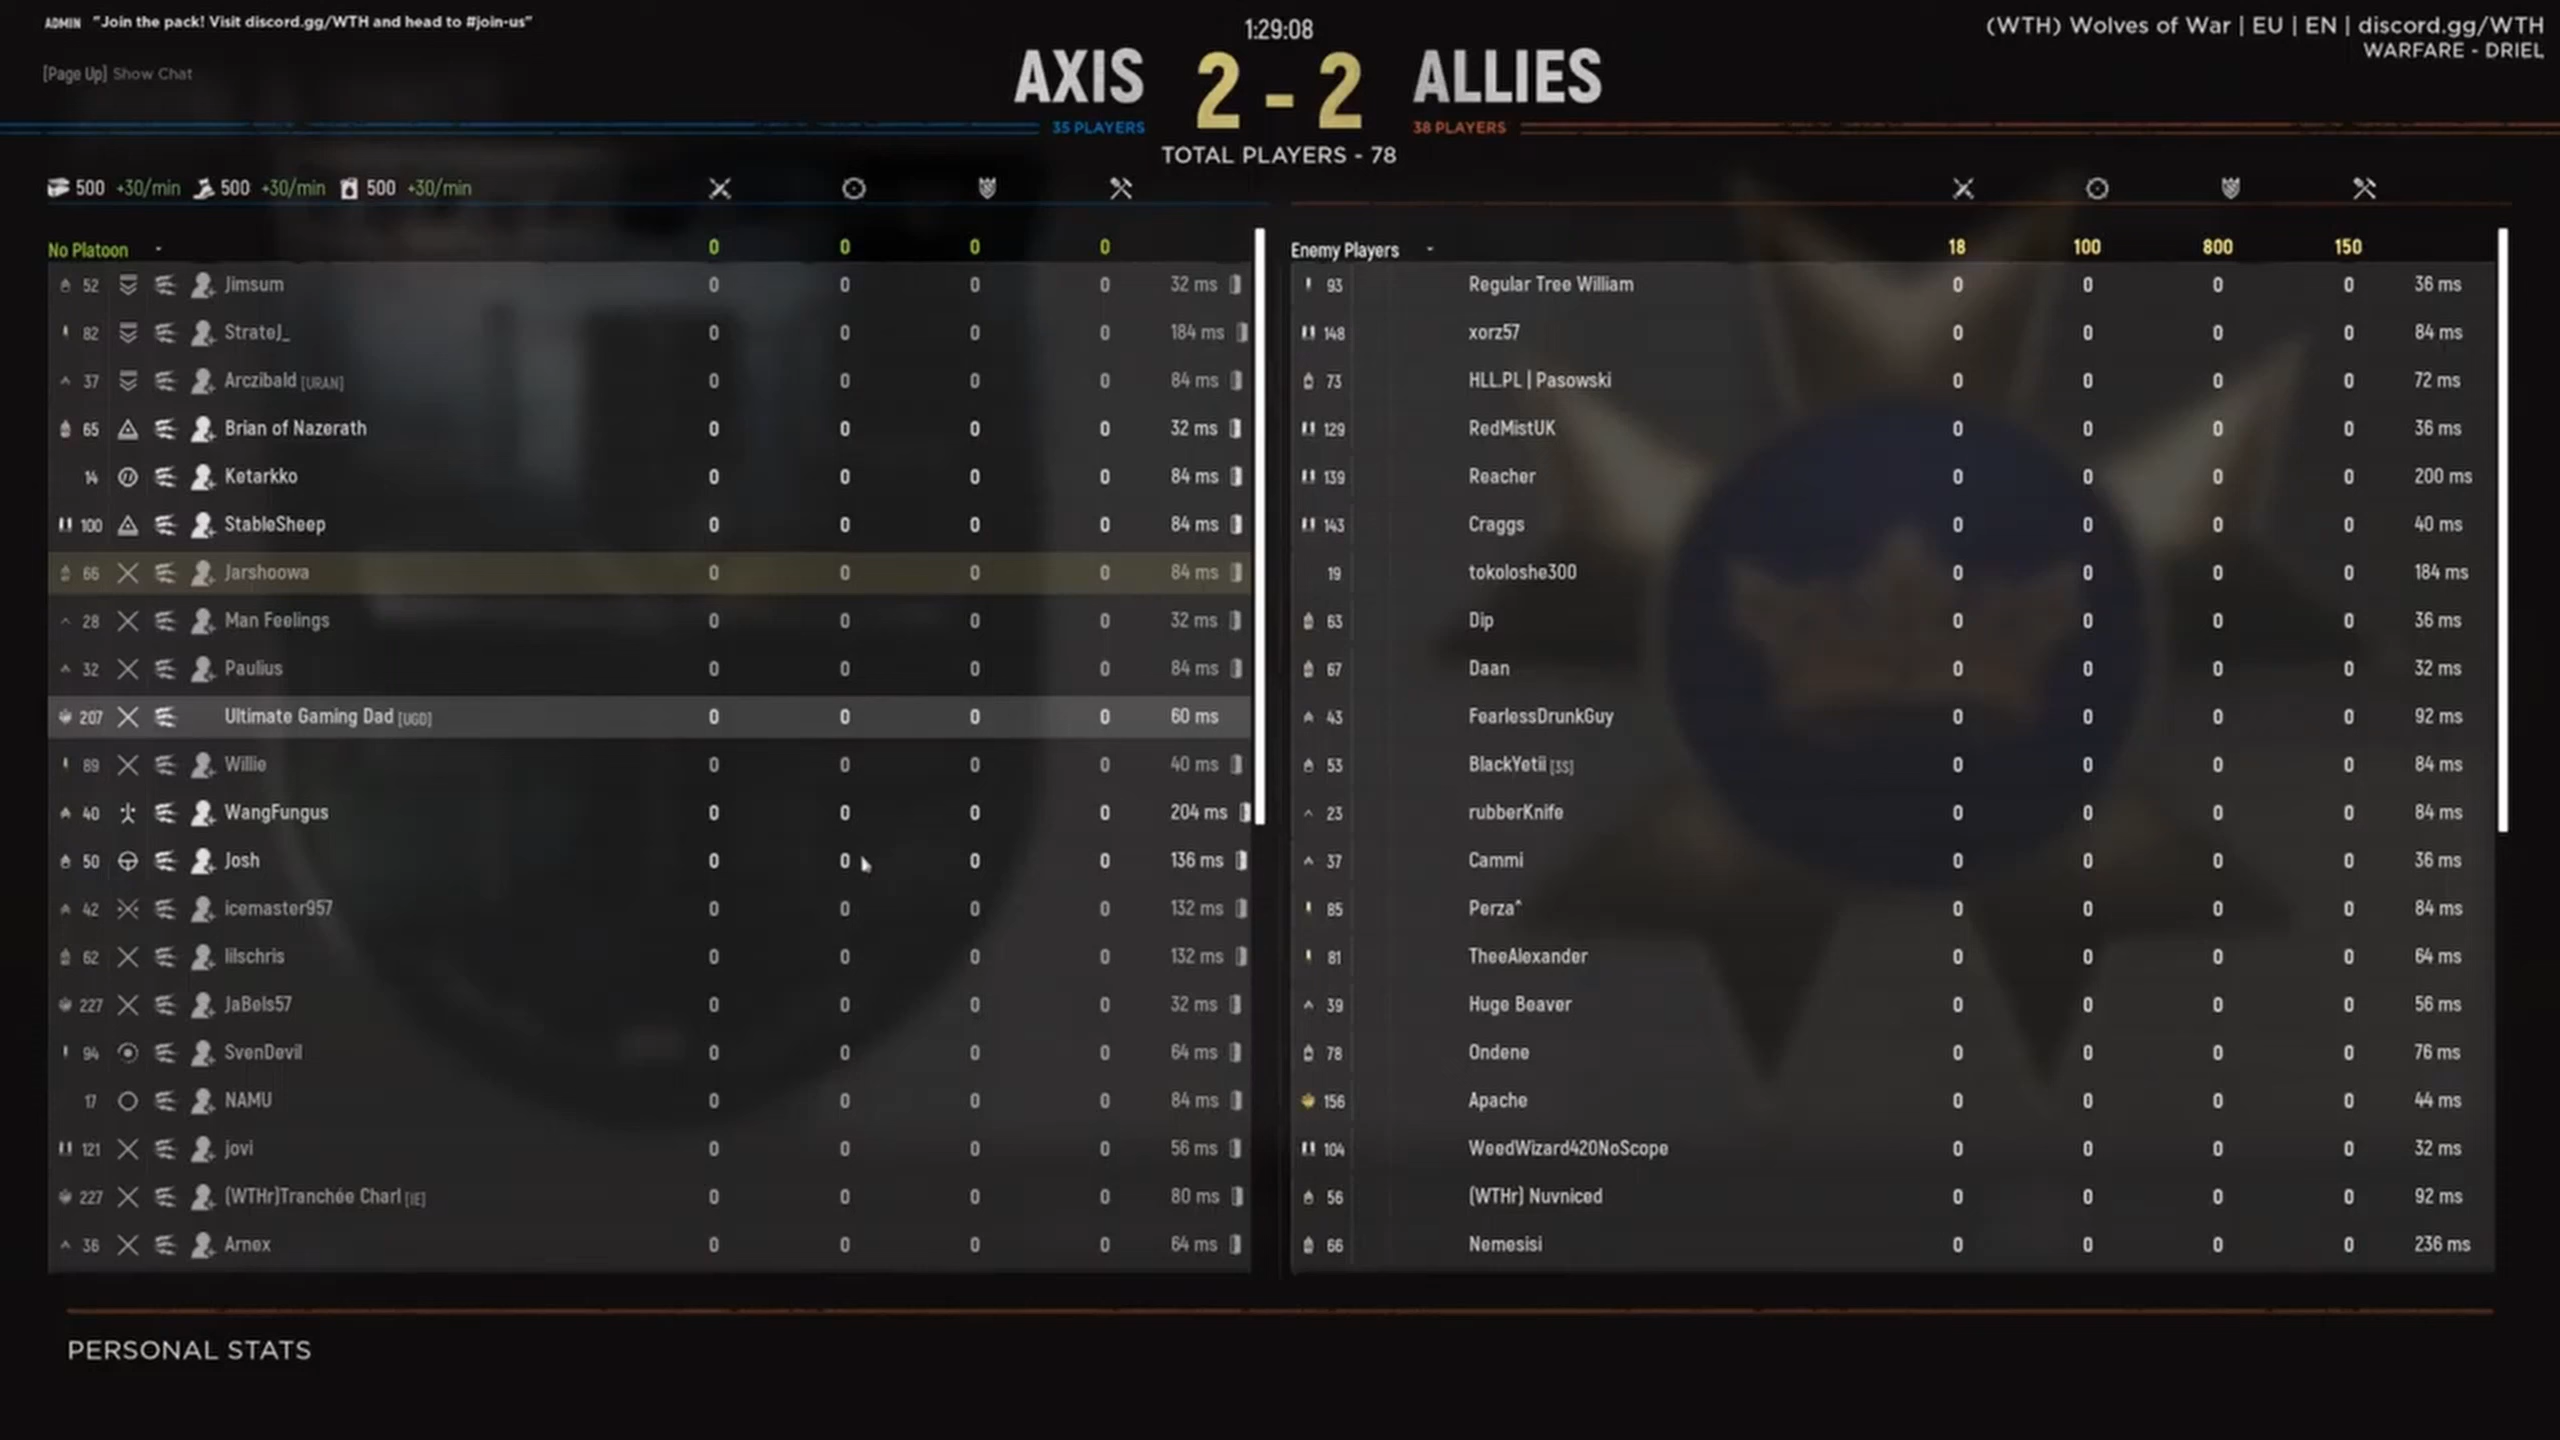 ADMIN "Join the pack! Visit discord.gg/WTH and head to #join-us"
[Page Up] Show Chat
1:29:08
AXIS 2 - 2 ALLIES
35 PLAYERS 38 PLAYERS
TOTAL PLAYERS - 78
(WTH) Wolves of War | EU | EN | discord.gg/WTH
WARFARE - DRIEL
500 +30/min 500 +30/min 500 +30/min
No Platoon 0 0 0 0
52 Jimsum 0 0 0 0 32 ms
82 StrateJ_ 0 0 0 0 184 ms
37 Arczibald [URAN] 0 0 0 0 84 ms
65 Brian of Nazerath 0 0 0 0 32 ms
14 Ketarkko 0 0 0 0 84 ms
100 StableSheep 0 0 0 0 84 ms
66 Jarshoowa 0 0 0 0 84 ms
28 Man Feelings 0 0 0 0 32 ms
32 Paulius 0 0 0 0 84 ms
207 Ultimate Gaming Dad [UGD] 0 0 0 0 60 ms
89 Willie 0 0 0 0 40 ms
40 WangFungus 0 0 0 0 204 ms
50 Josh 0 0 0 0 136 ms
42 icemaster957 0 0 0 0 132 ms
62 lilschris 0 0 0 0 132 ms
227 JaBels57 0 0 0 0 32 ms
94 SvenDevil 0 0 0 0 64 ms
17 NAMU 0 0 0 0 84 ms
121 jovi 0 0 0 0 56 ms
227 (WTHr)Tranchée Charl [IE] 0 0 0 0 80 ms
36 Arnex 0 0 0 0 64 ms
Enemy Players 18 100 800 150
93 Regular Tree William 0 0 0 0 36 ms
148 xorz57 0 0 0 0 84 ms
73 HLL.PL | Pasowski 0 0 0 0 72 ms
129 RedMistUK 0 0 0 0 36 ms
139 Reacher 0 0 0 0 200 ms
143 Craggs 0 0 0 0 40 ms
19 tokoloshe300 0 0 0 0 184 ms
63 Dip 0 0 0 0 36 ms
67 Daan 0 0 0 0 32 ms
43 FearlessDrunkGuy 0 0 0 0 92 ms
53 BlackYetii [3S] 0 0 0 0 84 ms
23 rubberKnife 0 0 0 0 84 ms
37 Cammi 0 0 0 0 36 ms
85 Perza^ 0 0 0 0 84 ms
81 TheeAlexander 0 0 0 0 64 ms
39 Huge Beaver 0 0 0 0 56 ms
78 Ondene 0 0 0 0 76 ms
156 Apache 0 0 0 0 44 ms
104 WeedWizard420NoScope 0 0 0 0 32 ms
56 (WTHr) Nuvniced 0 0 0 0 92 ms
66 Nemesisi 0 0 0 0 236 ms
PERSONAL STATS